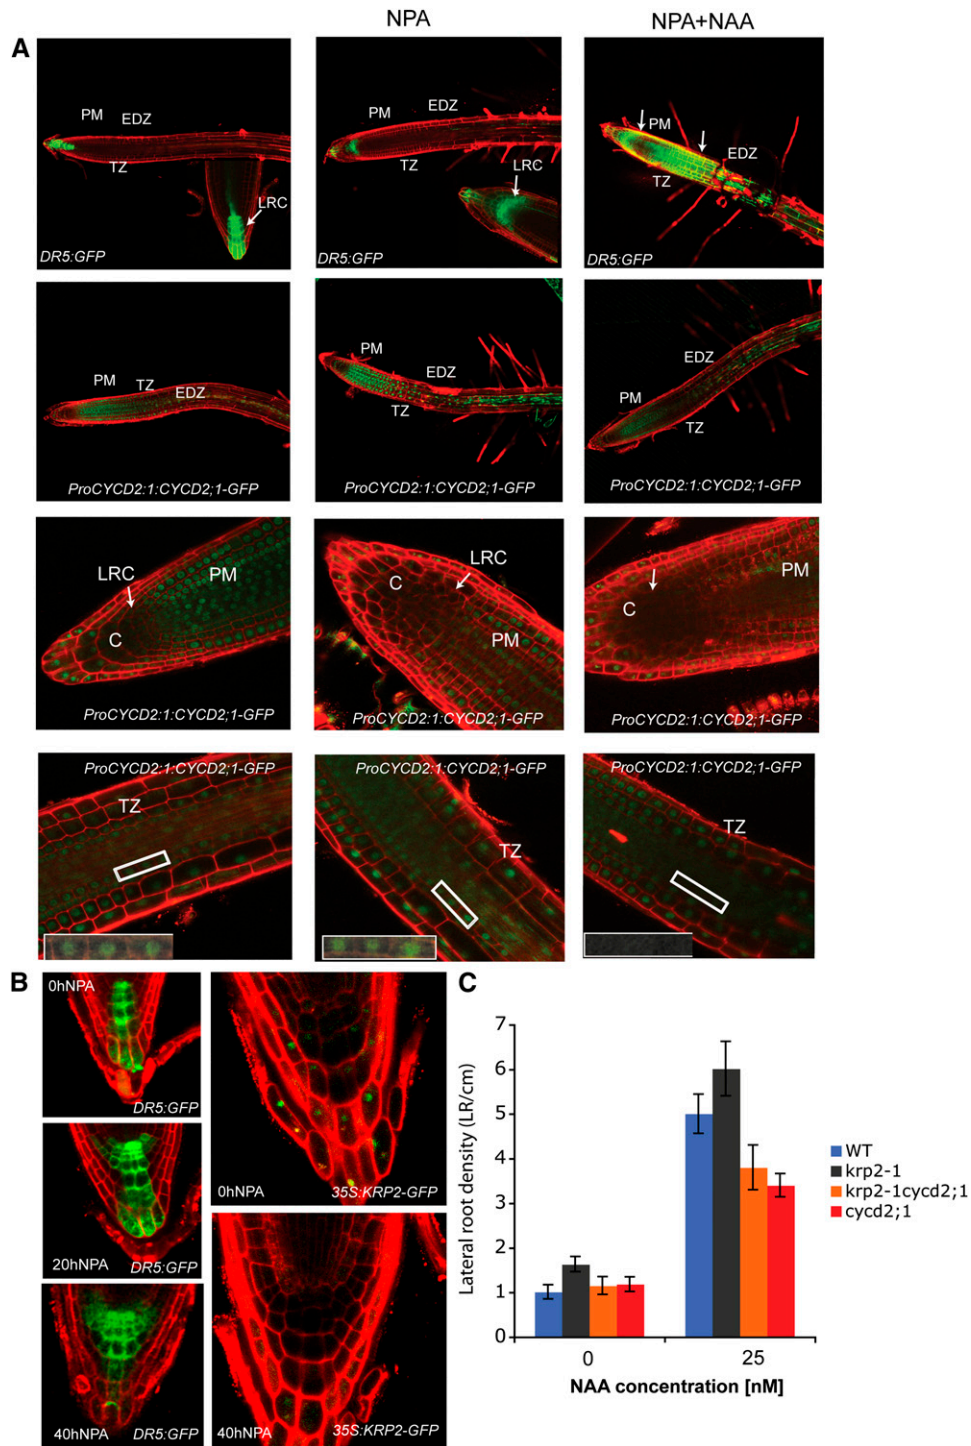 NPA
NPA+NAA
A
PM
EDZ
TZ
LRC
DR5:GFP
PM
EDZ
TZ
LRC
DR5:GFP
PM
EDZ
TZ
DR5:GFP
PM
TZ
EDZ
ProCYCD2:1:CYCD2;1-GFP
PM
EDZ
TZ
ProCYCD2:1:CYCD2;1-GFP
EDZ
PM
TZ
ProCYCD2:1:CYCD2;1-GFP
LRC
PM
C
ProCYCD2:1:CYCD2;1-GFP
LRC
C
PM
ProCYCD2:1:CYCD2;1-GFP
C
PM
ProCYCD2:1:CYCD2;1-GFP
ProCYCD2:1:CYCD2;1-GFP
TZ
ProCYCD2:1:CYCD2;1-GFP
TZ
ProCYCD2:1:CYCD2;1-GFP
TZ
B
0hNPA
DR5:GFP
20hNPA
DR5:GFP
40hNPA
DR5:GFP
0hNPA
35S:KRP2-GFP
40hNPA
35S:KRP2-GFP
C
Lateral root density (LR/cm)
7
6
5
4
3
2
1
0
0
25
NAA concentration [nM]
WT
krp2-1
krp2-1cycd2;1
cycd2;1